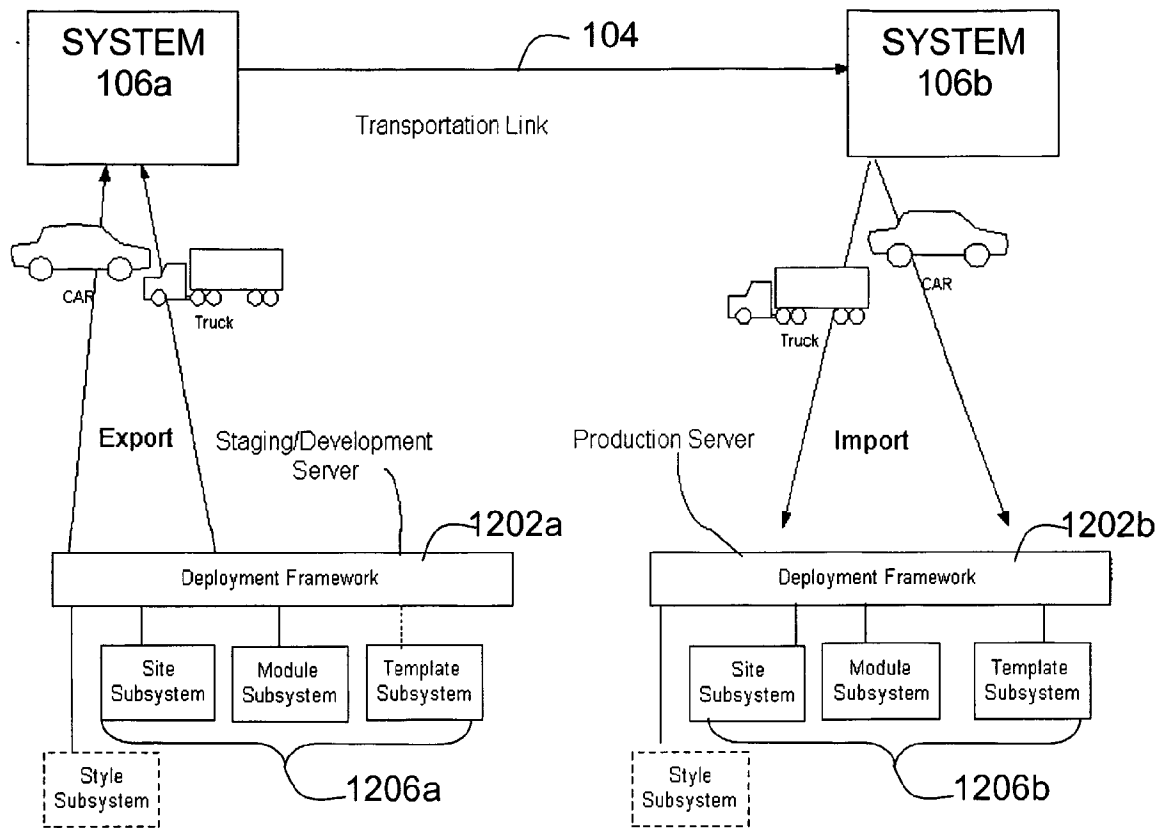 SYSTEM
106a
104
SYSTEM
106b
Transportation Link
CAR
Truck
CAR
Truck
Export
Staging/Development
Server
Production Server
Import
1202a
1202b
Deployment Framework
Deployment Framework
Site
Subsystem
Module
Subsystem
Template
Subsystem
Site
Subsystem
Module
Subsystem
Template
Subsystem
Style
Subsystem
1206a
Style
Subsystem
1206b